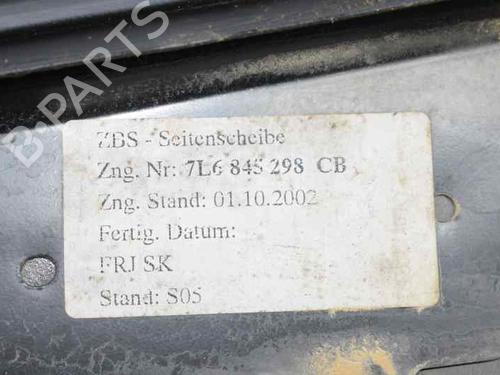 ZBS - Seitenscheibe
Zng. Nr: 7L6 845 298 CB
Zng. Stand: 01.10.2002
Fertig. Datum:
FRJ SK
Stand: S05
B-Parts